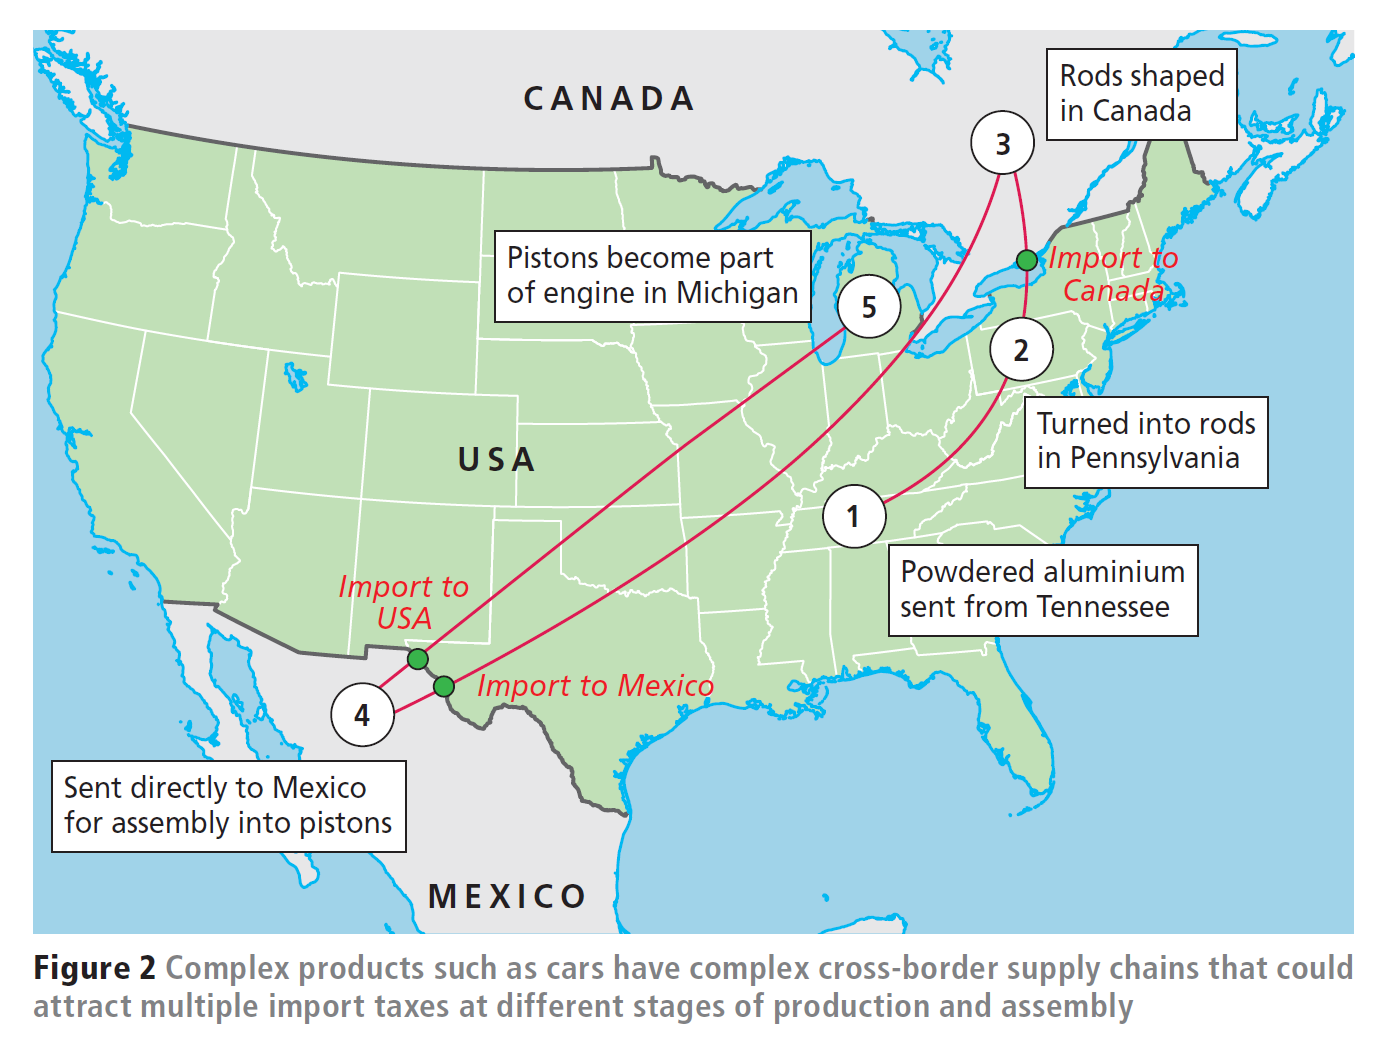 CANADA
Rods shaped
in Canada
3
Pistons become part
of engine in Michigan
5
Import to
Canada
2
Turned into rods
in Pennsylvania
USA
1
Powdered aluminium
sent from Tennessee
Import to
USA
Import to Mexico
4
Sent directly to Mexico
for assembly into pistons
MEXICO
Figure 2 Complex products such as cars have complex cross-border supply chains that could
attract multiple import taxes at different stages of production and assembly